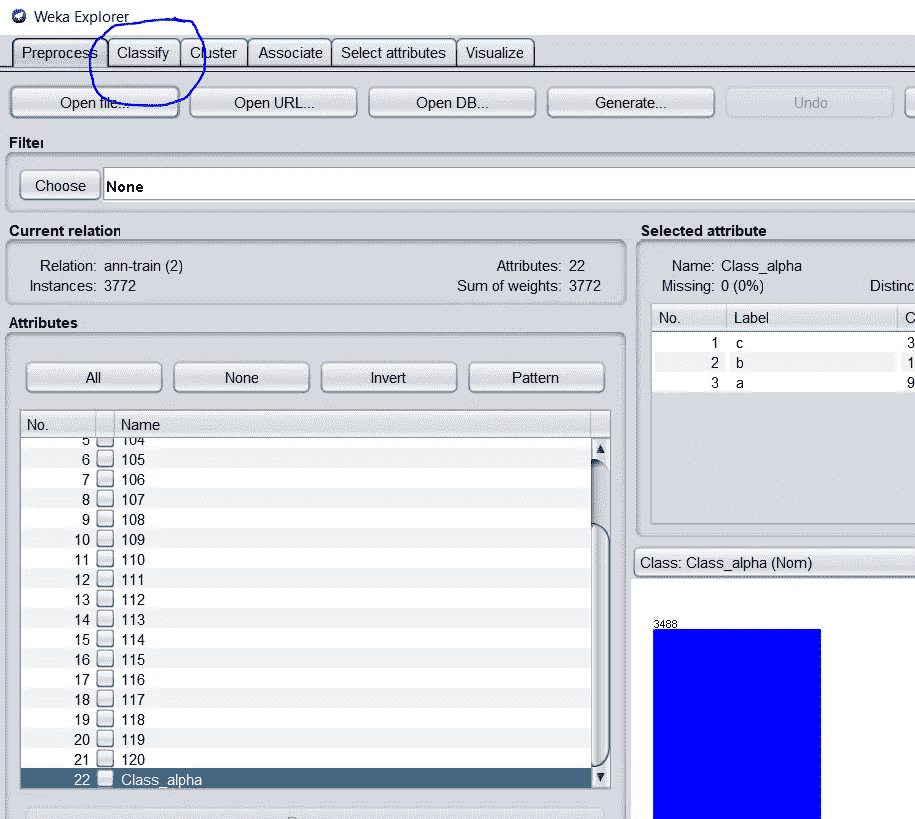 Weka Explorer
Preprocess Classify Cluster Associate Select attributes Visualize
Open file... Open URL... Open DB... Generate... Undo
Filter
Choose None
Current relation
Relation: ann-train (2) Attributes: 22
Instances: 3772 Sum of weights: 3772
Selected attribute
Name: Class_alpha
Missing: 0 (0%) Distinc
No. Label C
1 c 3
2 b 1
3 a 9
Attributes
All None Invert Pattern
No. Name
5 104
6 105
7 106
8 107
9 108
10 109
11 110
12 111
13 112
14 113
15 114
16 115
17 116
18 117
19 118
20 119
21 120
22 Class_alpha
Class: Class_alpha (Nom)
3488